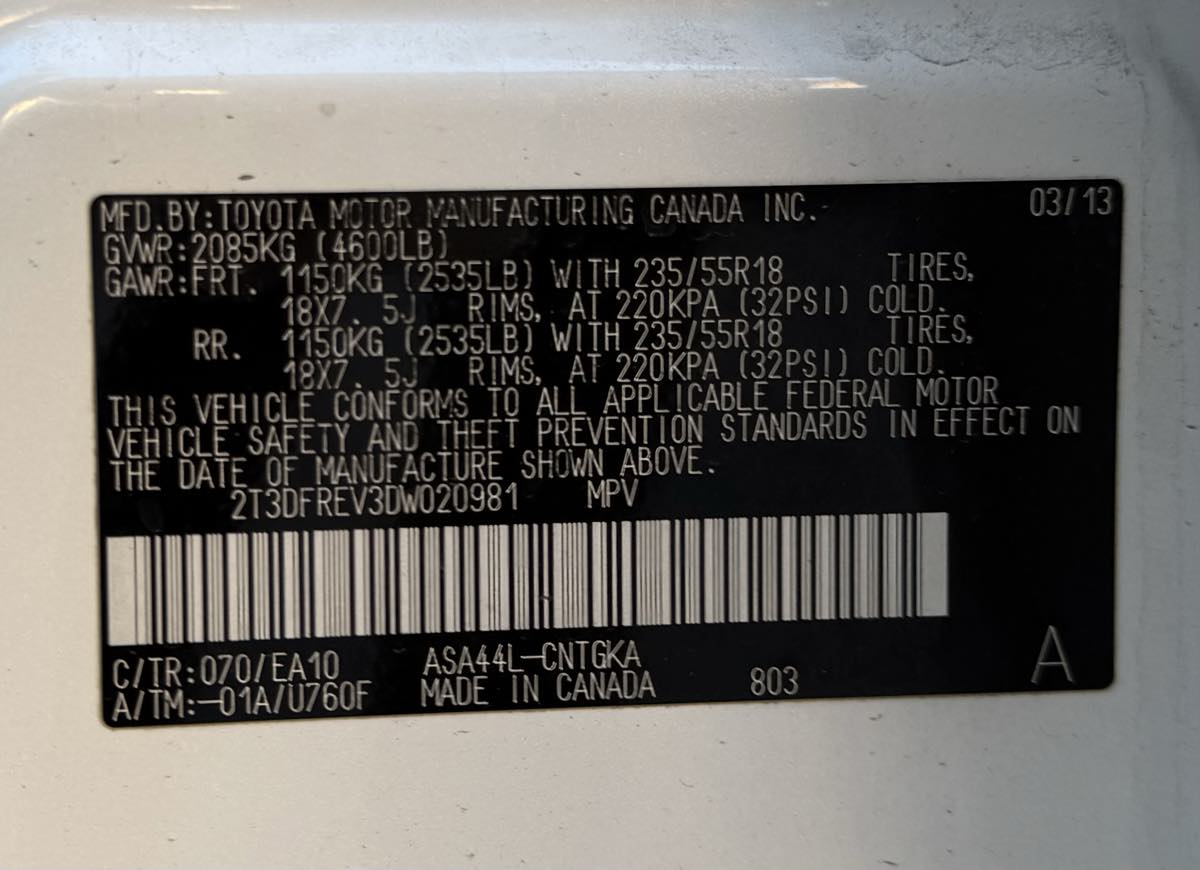 MFD.BY:TOYOTA MOTOR MANUFACTURING CANADA INC. 03/13
GVWR:2085KG (4600LB)
GAWR:FRT. 1150KG (2535LB) WITH 235/55R18 TIRES,
18X7. 5J RIMS, AT 220KPA (32PSI) COLD.
RR. 1150KG (2535LB) WITH 235/55R18 TIRES,
18X7. 5J RIMS, AT 220KPA (32PSI) COLD.
THIS VEHICLE CONFORMS TO ALL APPLICABLE FEDERAL MOTOR
VEHICLE SAFETY AND THEFT PREVENTION STANDARDS IN EFFECT ON
THE DATE OF MANUFACTURE SHOWN ABOVE.
2T3DFREV3DW020981 MPV
C/TR:070/EA10 ASA44L-CNTGKA
A/TM:-01A/U760F MADE IN CANADA 803 A